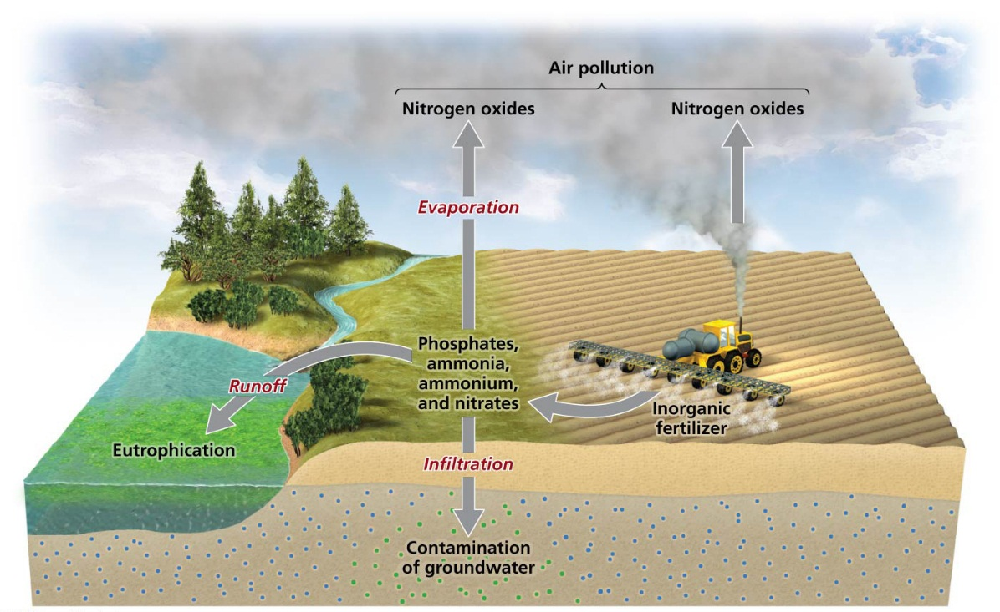 Air pollution
Nitrogen oxides
Nitrogen oxides
Evaporation
Phosphates,
ammonia,
ammonium,
and nitrates
Runoff
Inorganic
fertilizer
Eutrophication
Infiltration
Contamination
of groundwater